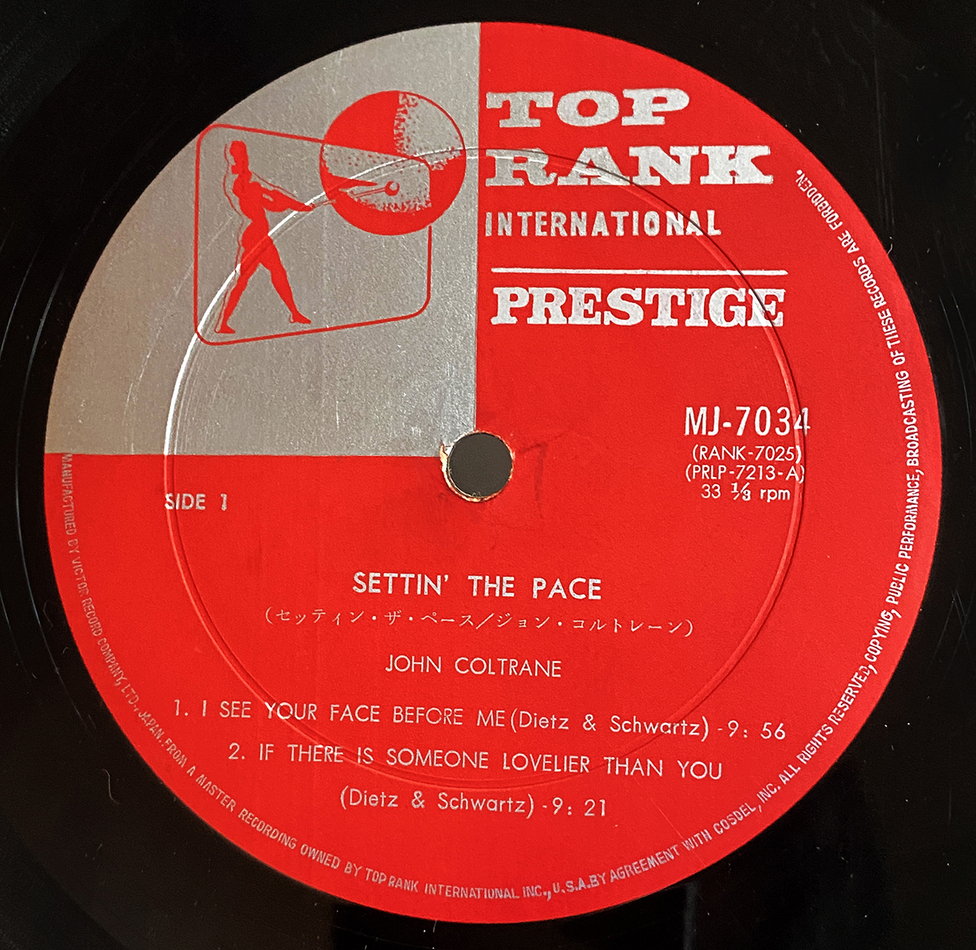 TOP
RANK
INTERNATIONAL
PRESTIGE
MJ-7034
(RANK-7025)
(PRLP-7213-A)
33 ⅓ rpm
SIDE 1
SETTIN' THE PACE
(セッティン・ザ・ペース/ジョン・コルトレーン)
JOHN COLTRANE
1. I SEE YOUR FACE BEFORE ME (Dietz & Schwartz) - 9: 56
2. IF THERE IS SOMEONE LOVELIER THAN YOU
(Dietz & Schwartz) - 9: 21
MANUFACTURED BY VICTOR RECORD COMPANY, LTD., JAPAN. FROM A MASTER RECORDING OWNED BY TOP RANK INTERNATIONAL INC., U.S.A. BY AGREEMENT WITH COSDEL, INC. ALL RIGHTS RESERVED, COPYING, PUBLIC PERFORMANCE, BROADCASTING OF THESE RECORDS ARE FORBIDDEN.